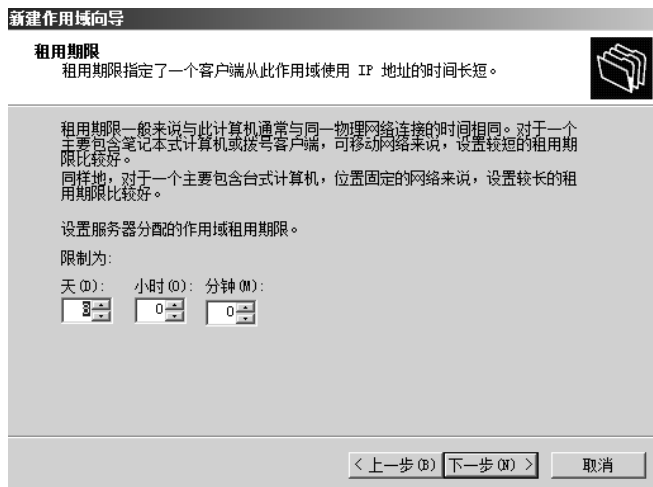 新建作用域向导
租用期限
租用期限指定了一个客户端从此作用域使用 IP 地址的时间长短。
租用期限一般来说与此计算机通常与同一物理网络连接的时间相同。对于一个
主要包含笔记本式计算机或拨号客户端，可移动网络来说，设置较短的租用期
限比较好。
同样地，对于一个主要包含台式计算机，位置固定的网络来说，设置较长的租
用期限比较好。
设置服务器分配的作用域租用期限。
限制为:
天(D): 小时(O): 分钟(M):
8 0 0
< 上一步(B) 下一步(N) > 取消